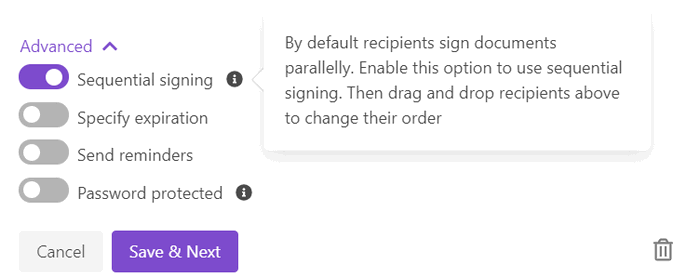 Advanced
Sequential signing
By default recipients sign documents
parallelly. Enable this option to use sequential
signing. Then drag and drop recipients above
to change their order
Specify expiration
Send reminders
Password protected
Cancel
Save & Next